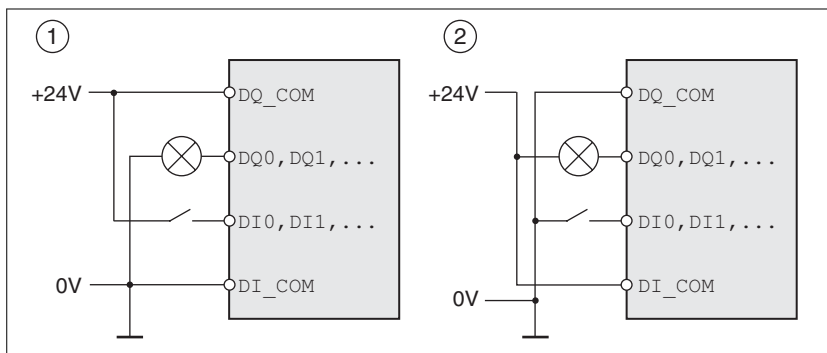 1
+24V
DQ_COM
DQ0,DQ1,...
DI0,DI1,...
0V
DI_COM
2
+24V
DQ_COM
DQ0,DQ1,...
DI0,DI1,...
DI_COM
0V